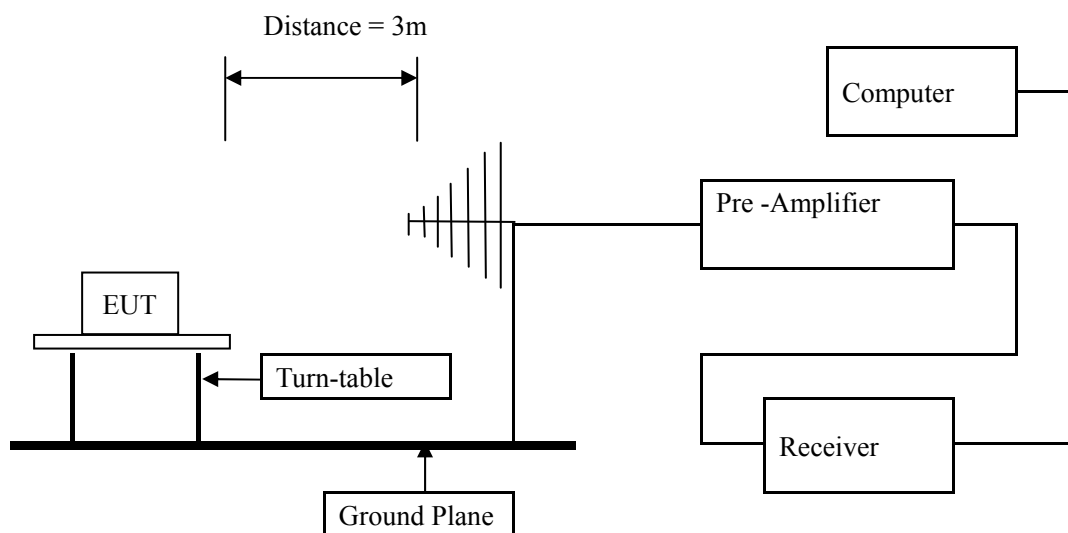 Distance = 3m
Computer
Pre -Amplifier
EUT
Turn-table
Receiver
Ground Plane